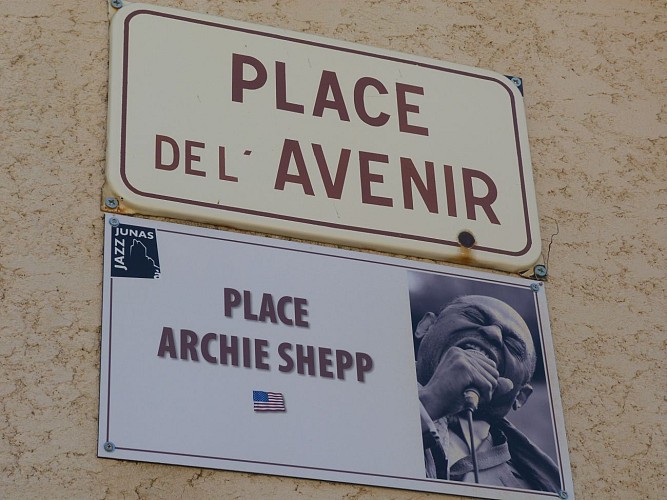 PLACE
DE L' AVENIR
JAZZ JUNAS
PLACE
ARCHIE SHEPP